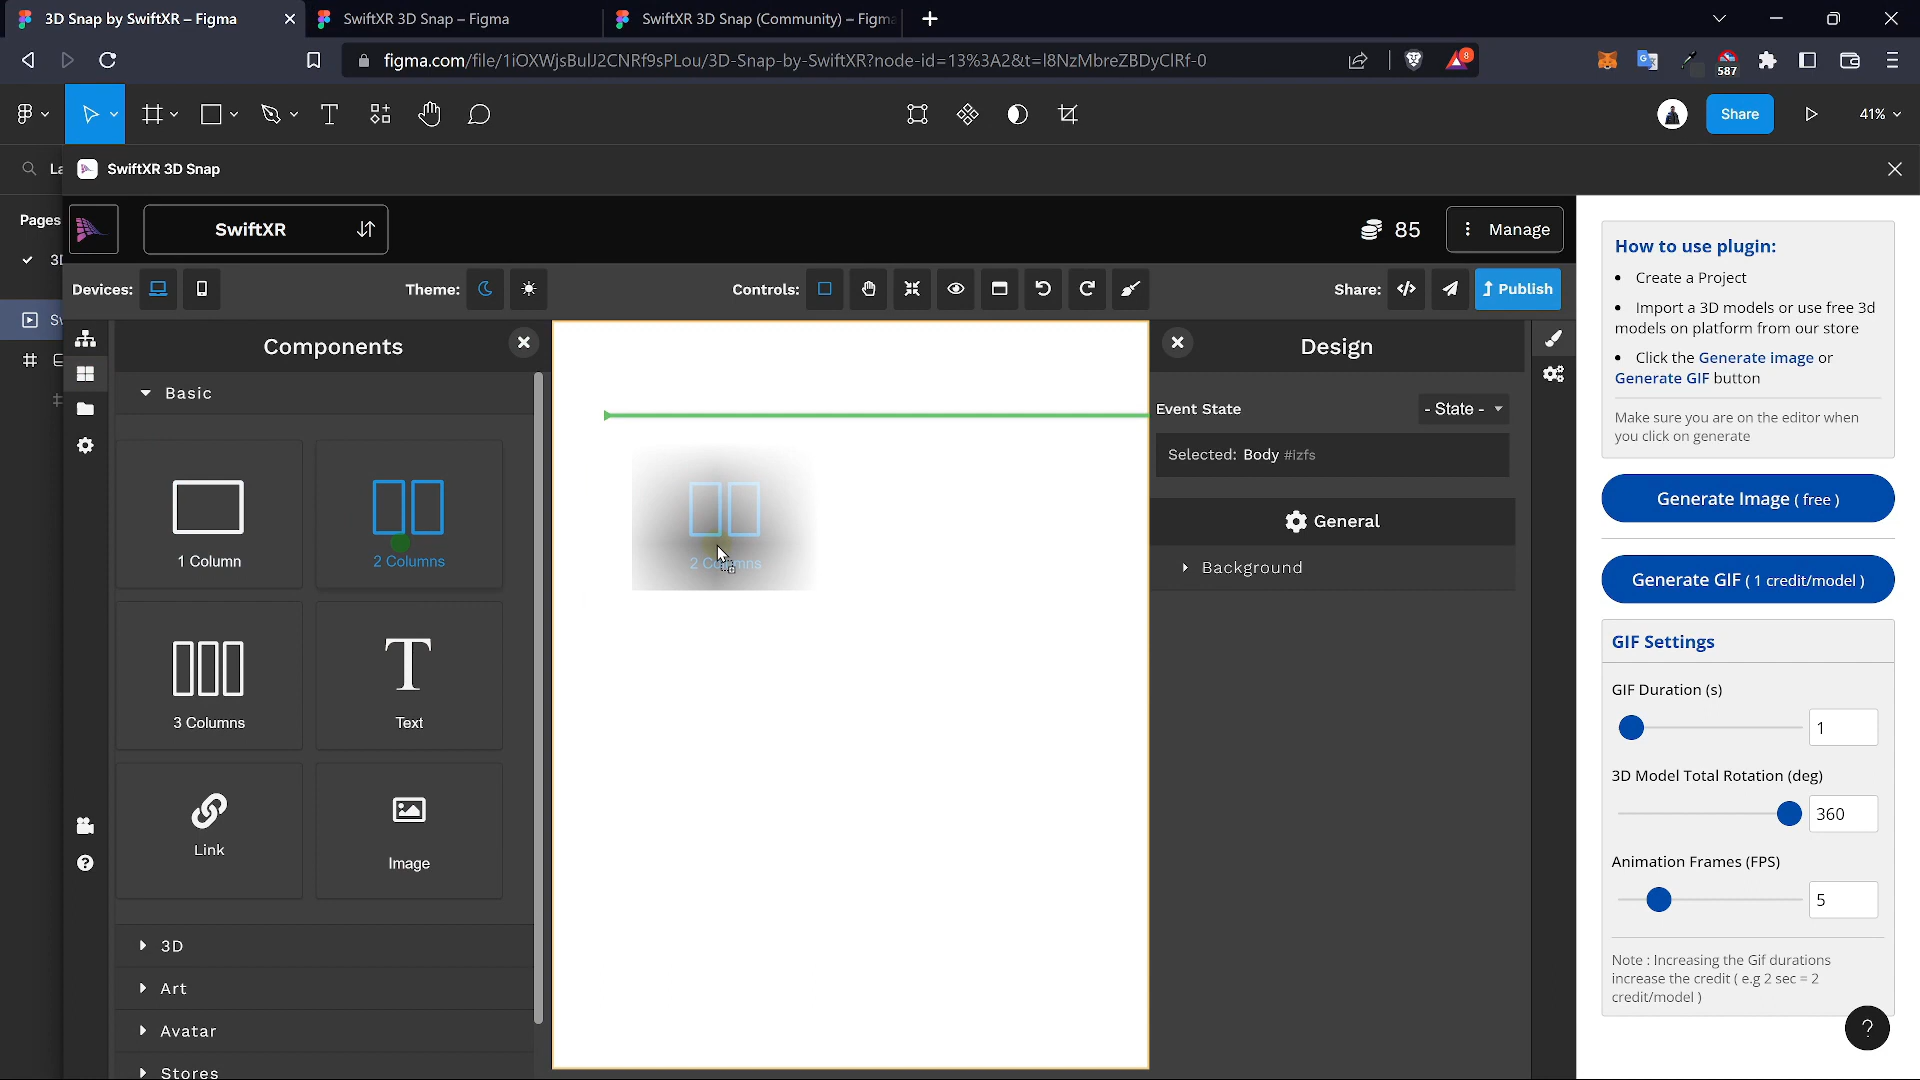 3D Snap by SwiftXR – Figma
SwiftXR 3D Snap – Figma
SwiftXR 3D Snap (Community) – Figma
figma.com/file/1iOXWjsBulJ2CNRf9sPLou/3D-Snap-by-SwiftXR?node-id=13%3A2&t=l8NzMbreZBDyClRf-0
8
587
Share
41%
La
SwiftXR 3D Snap
Pages
SwiftXR
85
Manage
3D
Devices:
Theme:
Controls:
Share:
Publish
Sw
Components
Design
Basic
Event State
- State -
Selected: Body #lzfs
1 Column
2 Columns
2 Columns
General
Background
3 Columns
Text
Link
Image
3D
Art
Avatar
Stores
How to use plugin:
• Create a Project
• Import a 3D models or use free 3d
models on platform from our store
• Click the Generate image or
Generate GIF button
Make sure you are on the editor when
you click on generate
Generate Image ( free )
Generate GIF ( 1 credit/model )
GIF Settings
GIF Duration (s)
1
3D Model Total Rotation (deg)
360
Animation Frames (FPS)
5
Note : Increasing the Gif durations
increase the credit ( e.g 2 sec = 2
credit/model )
?